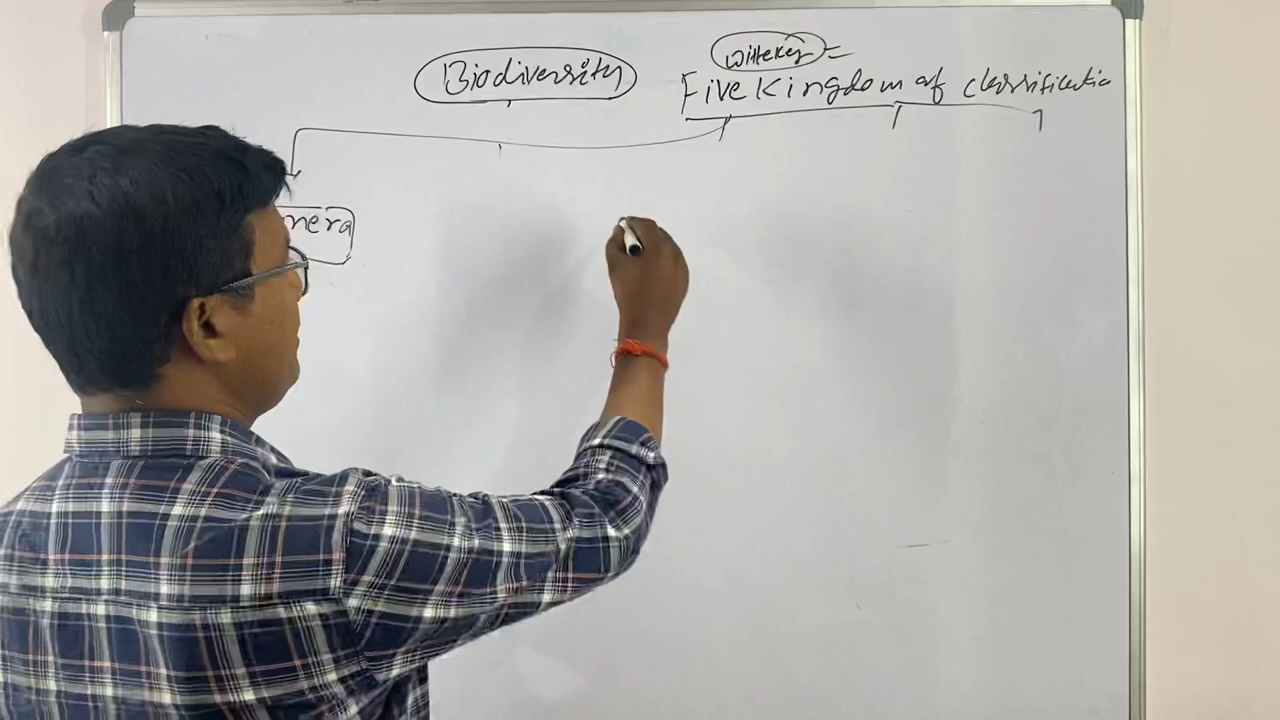 Witteker =
Biodiversity
Five Kingdom of classificatio
nera